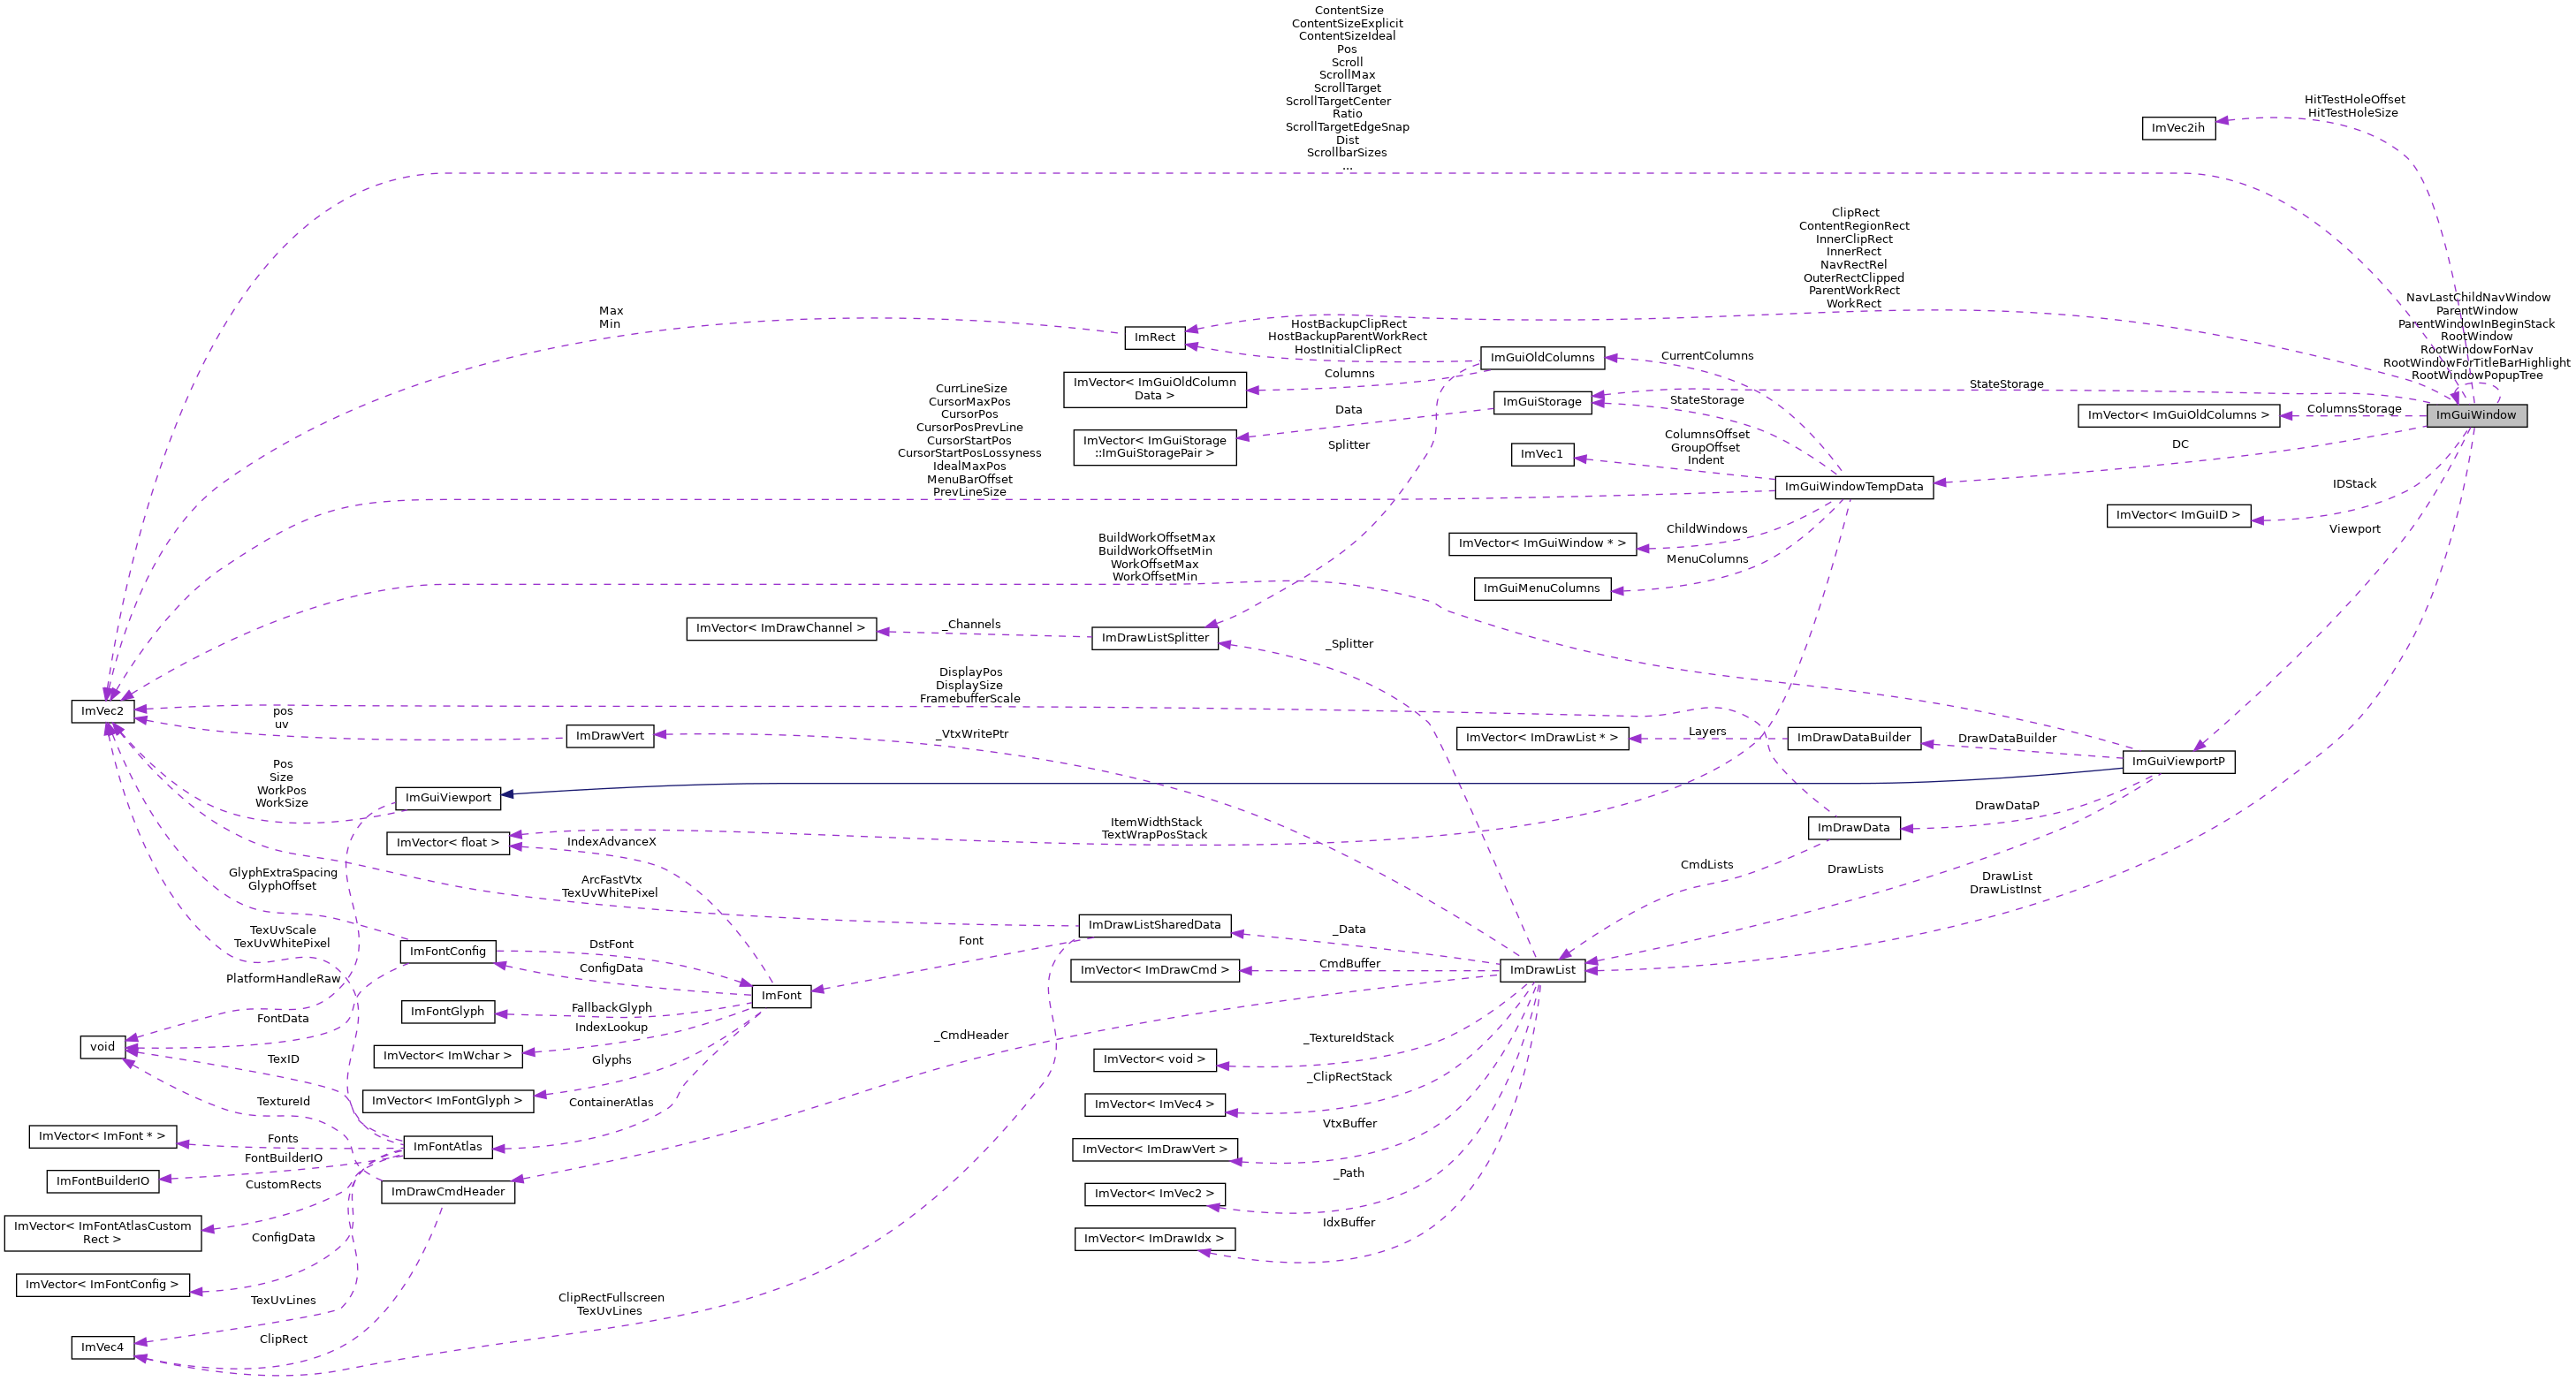 ContentSize
ContentSizeExplicit
ContentSizeIdeal
Pos
Scroll
ScrollMax
ScrollTarget
ScrollTargetCenter
Ratio
ScrollTargetEdgeSnap
Dist
ScrollbarSizes
...
HitTestHoleOffset
HitTestHoleSize
ImVec2ih
ClipRect
ContentRegionRect
InnerClipRect
InnerRect
NavRectRel
OuterRectClipped
ParentWorkRect
WorkRect
NavLastChildNavWindow
ParentWindow
ParentWindowInBeginStack
RootWindow
RootWindowForNav
RootWindowForTitleBarHighlight
RootWindowPopupTree
Max
Min
ImRect
HostBackupClipRect
HostBackupParentWorkRect
HostInitialClipRect
ImGuiOldColumns
CurrentColumns
Columns
ImVector< ImGuiOldColumn
Data >
StateStorage
ImGuiStorage
StateStorage
Data
ImVector< ImGuiStorage
::ImGuiStoragePair >
Splitter
ImVector< ImGuiOldColumns >
ColumnsStorage
ImGuiWindow
DC
CurrLineSize
CursorMaxPos
CursorPos
CursorPosPrevLine
CursorStartPos
CursorStartPosLossyness
IdealMaxPos
MenuBarOffset
PrevLineSize
ImVec1
ColumnsOffset
GroupOffset
Indent
ImGuiWindowTempData
IDStack
ImVector< ImGuiID >
Viewport
ChildWindows
ImVector< ImGuiWindow * >
MenuColumns
ImGuiMenuColumns
BuildWorkOffsetMax
BuildWorkOffsetMin
WorkOffsetMax
WorkOffsetMin
ImVector< ImDrawChannel >
_Channels
ImDrawListSplitter
_Splitter
DisplayPos
DisplaySize
FramebufferScale
ImVec2
pos
uv
ImDrawVert
_VtxWritePtr
ImVector< ImDrawList * >
Layers
ImDrawDataBuilder
DrawDataBuilder
ImGuiViewportP
Pos
Size
WorkPos
WorkSize
ImGuiViewport
DrawDataP
ImDrawData
ItemWidthStack
TextWrapPosStack
ImVector< float >
IndexAdvanceX
CmdLists
DrawLists
DrawList
DrawListInst
GlyphExtraSpacing
GlyphOffset
ArcFastVtx
TexUvWhitePixel
ImDrawListSharedData
_Data
Font
TexUvScale
TexUvWhitePixel
ImFontConfig
DstFont
ConfigData
ImVector< ImDrawCmd >
CmdBuffer
ImDrawList
PlatformHandleRaw
ImFont
ImFontGlyph
FallbackGlyph
FontData
IndexLookup
ImVector< ImWchar >
_CmdHeader
_TextureIdStack
void
TexID
Glyphs
ImVector< void >
_ClipRectStack
ImVector< ImFontGlyph >
TextureId
ContainerAtlas
ImVector< ImVec4 >
VtxBuffer
ImVector< ImFont * >
Fonts
ImFontAtlas
ImVector< ImDrawVert >
FontBuilderIO
ImFontBuilderIO
CustomRects
ImDrawCmdHeader
_Path
ImVector< ImVec2 >
ImVector< ImFontAtlasCustom
Rect >
ConfigData
IdxBuffer
ImVector< ImDrawIdx >
ImVector< ImFontConfig >
TexUvLines
ClipRectFullscreen
TexUvLines
ClipRect
ImVec4